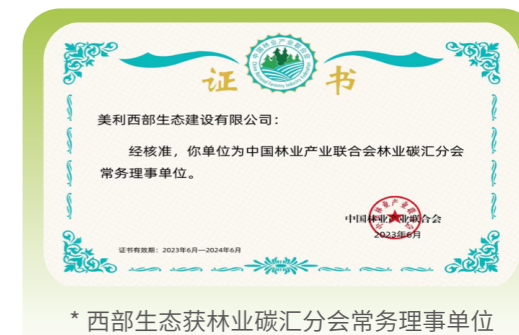 证 书
美利西部生态建设有限公司：
经核准，你单位为中国林业产业联合会林业碳汇分会
常务理事单位。
中国林业产业联合会
2023年6月
证书有效期：2023年6月—2024年6月
* 西部生态获林业碳汇分会常务理事单位